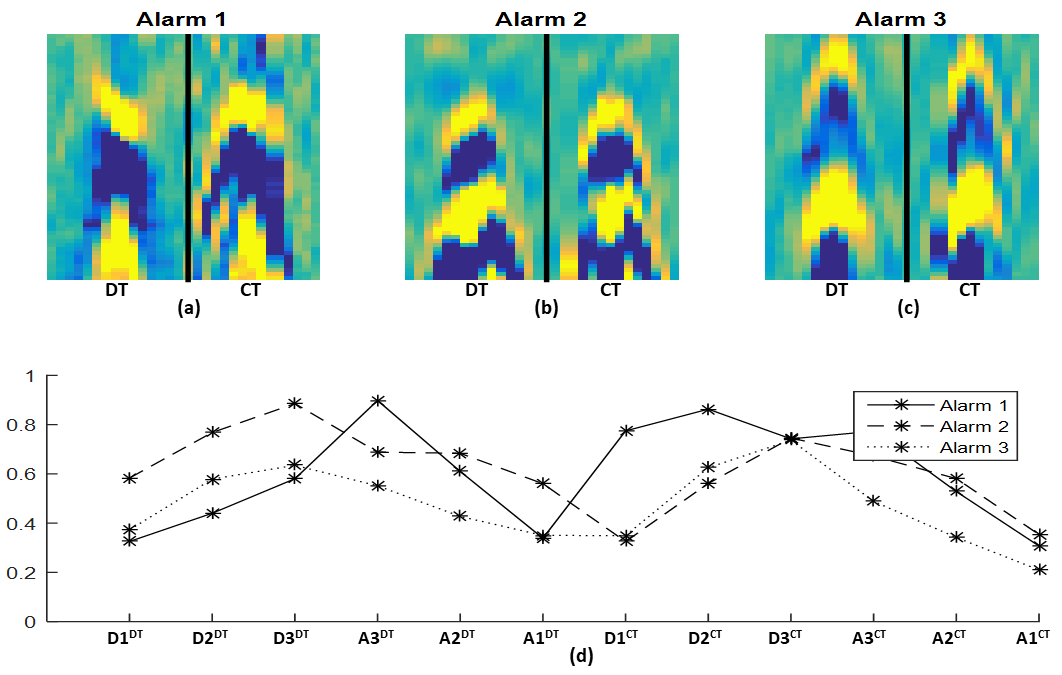 Alarm 1 Alarm 2 Alarm 3
DT CT DT CT DT CT
(a) (b) (c)
1
0.8
0.6
0.4
0.2
0
Alarm 1
Alarm 2
Alarm 3
D1ᴰᵀ D2ᴰᵀ D3ᴰᵀ A3ᴰᵀ A2ᴰᵀ A1ᴰᵀ D1ᶜᵀ D2ᶜᵀ D3ᶜᵀ A3ᶜᵀ A2ᶜᵀ A1ᶜᵀ
(d)